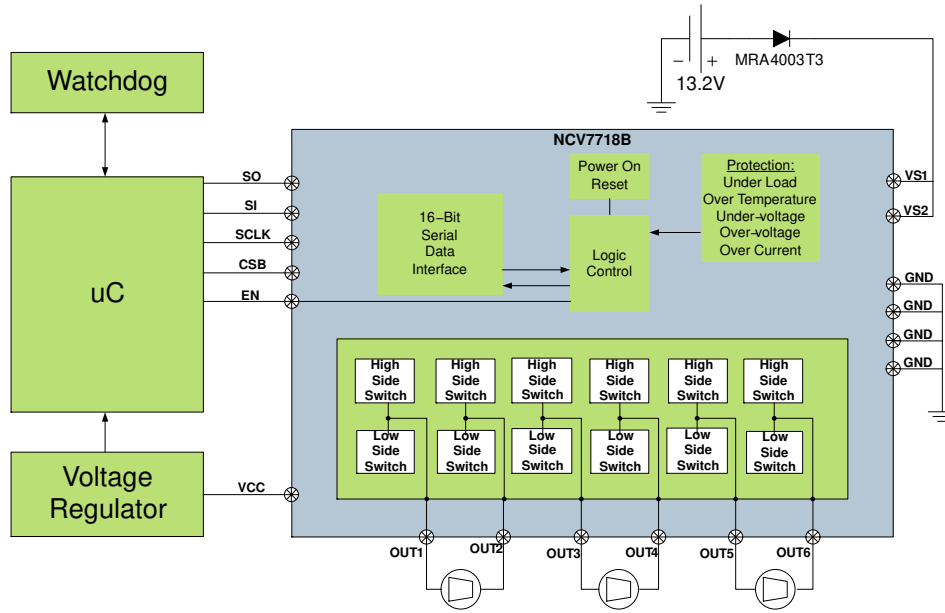 Watchdog
uC
Voltage
Regulator
SO
SI
SCLK
CSB
EN
VCC
NCV7718B
16−Bit
Serial
Data
Interface
Power On
Reset
Logic
Control
Protection:
Under Load
Over Temperature
Under−voltage
Over−voltage
Over Current
− +
13.2V
MRA4003T3
VS1
VS2
GND
GND
GND
GND
High
Side
Switch
High
Side
Switch
High
Side
Switch
High
Side
Switch
High
Side
Switch
High
Side
Switch
Low
Side
Switch
Low
Side
Switch
Low
Side
Switch
Low
Side
Switch
Low
Side
Switch
Low
Side
Switch
OUT1
OUT2
OUT3
OUT4
OUT5
OUT6